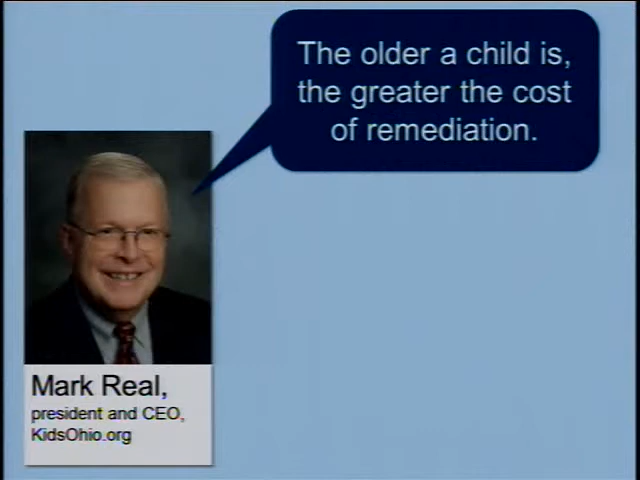 The older a child is,
the greater the cost
of remediation.
Mark Real,
president and CEO,
KidsOhio.org